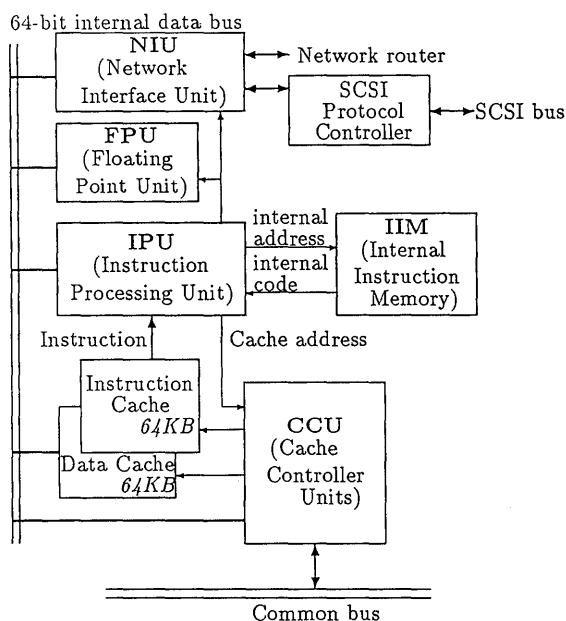 64-bit internal data bus
NIU
(Network
Interface Unit)
Network router
SCSI
Protocol
Controller
SCSI bus
FPU
(Floating
Point Unit)
IPU
(Instruction
Processing Unit)
internal
address
internal
code
IIM
(Internal
Instruction
Memory)
Instruction
Cache address
Instruction
Cache
64KB
Data Cache
64KB
CCU
(Cache
Controller
Units)
Common bus